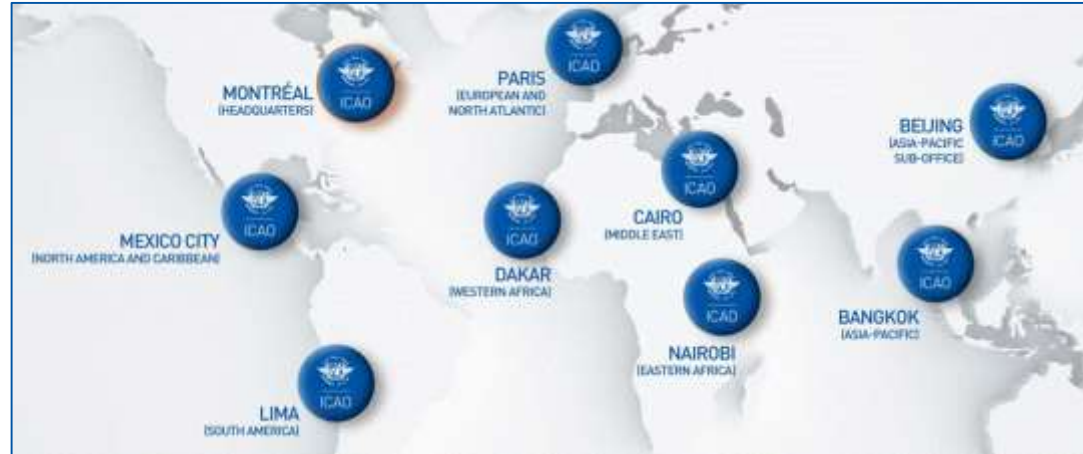 MONTRÉAL
(HEADQUARTERS)
ICAO
PARIS
(EUROPEAN AND
NORTH ATLANTIC)
ICAO
BEIJING
(ASIA-PACIFIC
SUB-OFFICE)
ICAO
MEXICO CITY
(NORTH AMERICA AND CARIBBEAN)
ICAO
DAKAR
(WESTERN AFRICA)
ICAO
CAIRO
(MIDDLE EAST)
ICAO
NAIROBI
(EASTERN AFRICA)
ICAO
BANGKOK
(ASIA-PACIFIC)
ICAO
LIMA
(SOUTH AMERICA)
ICAO